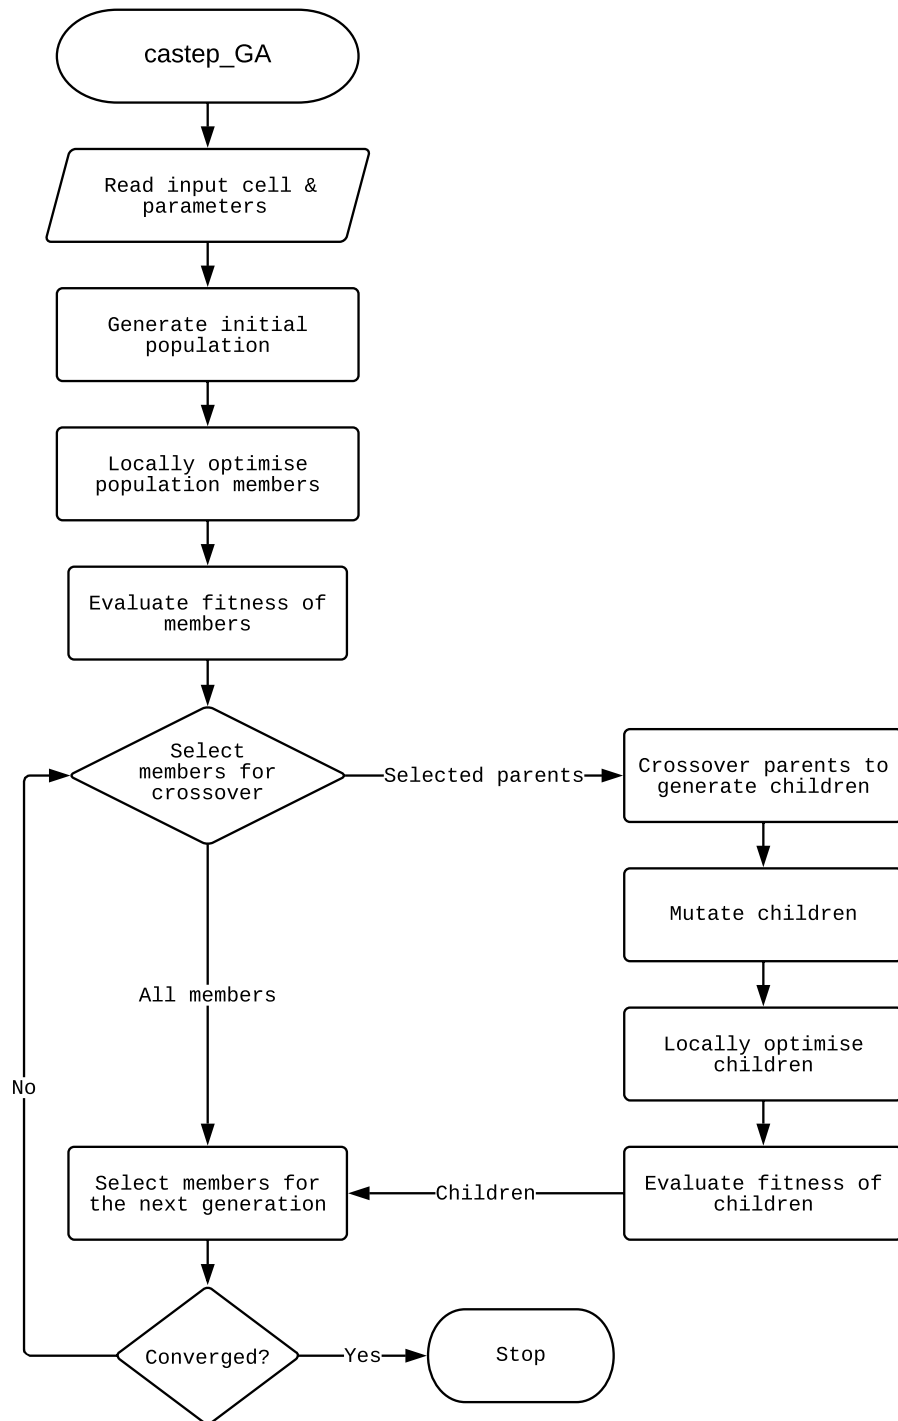 castep_GA
Read input cell &
parameters
Generate initial
population
Locally optimise
population members
Evaluate fitness of
members
Select
members for
crossover
Selected parents
Crossover parents to
generate children
Mutate children
All members
Locally optimise
children
No
Select members for
the next generation
Children
Evaluate fitness of
children
Converged?
Yes
Stop